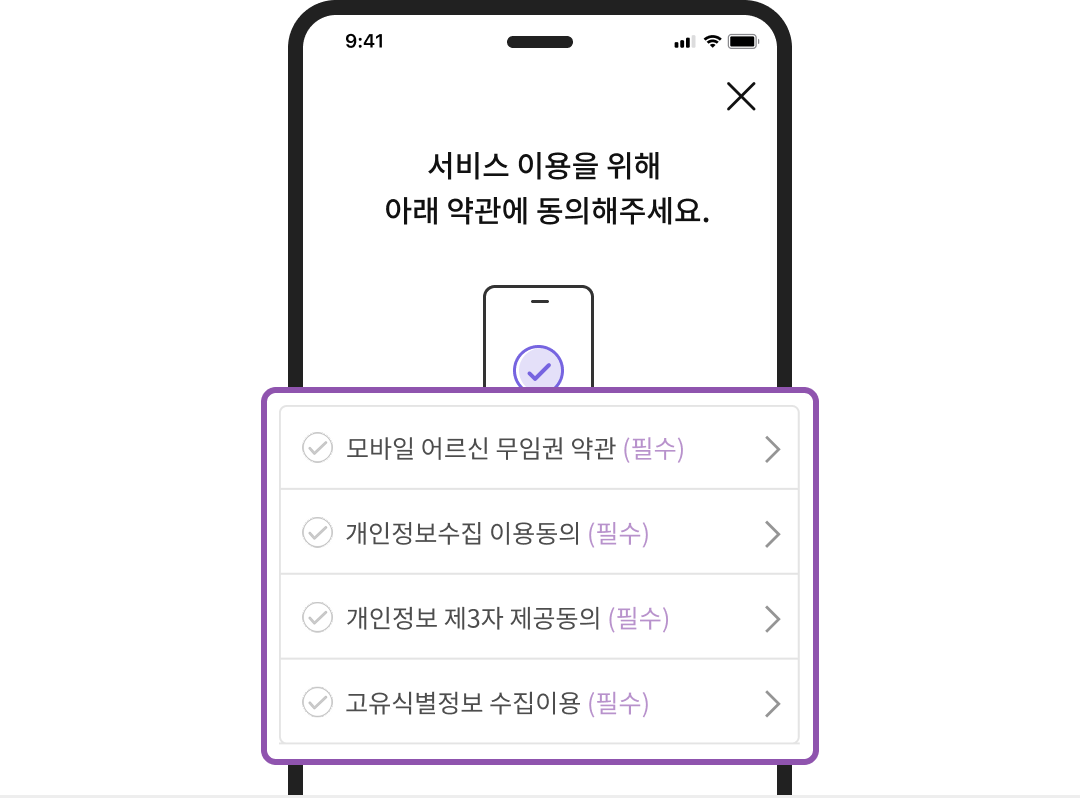 9:41
서비스 이용을 위해
아래 약관에 동의해주세요.
모바일 어르신 무임권 약관 (필수)
개인정보수집 이용동의 (필수)
개인정보 제3자 제공동의 (필수)
고유식별정보 수집이용 (필수)